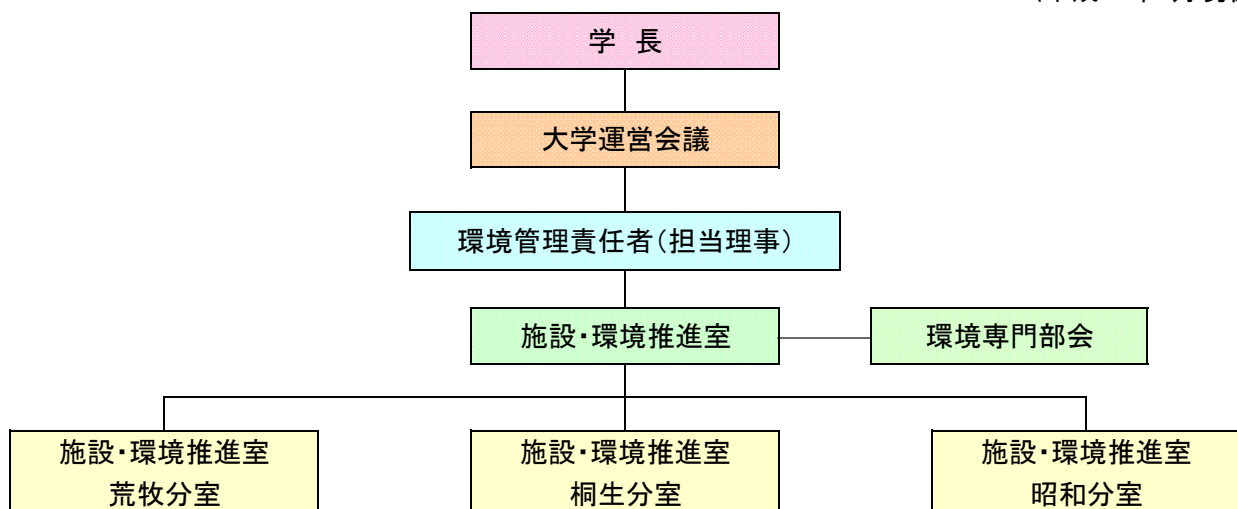 学 長
大学運営会議
環境管理責任者(担当理事)
施設・環境推進室
環境専門部会
施設・環境推進室
荒牧分室
施設・環境推進室
桐生分室
施設・環境推進室
昭和分室